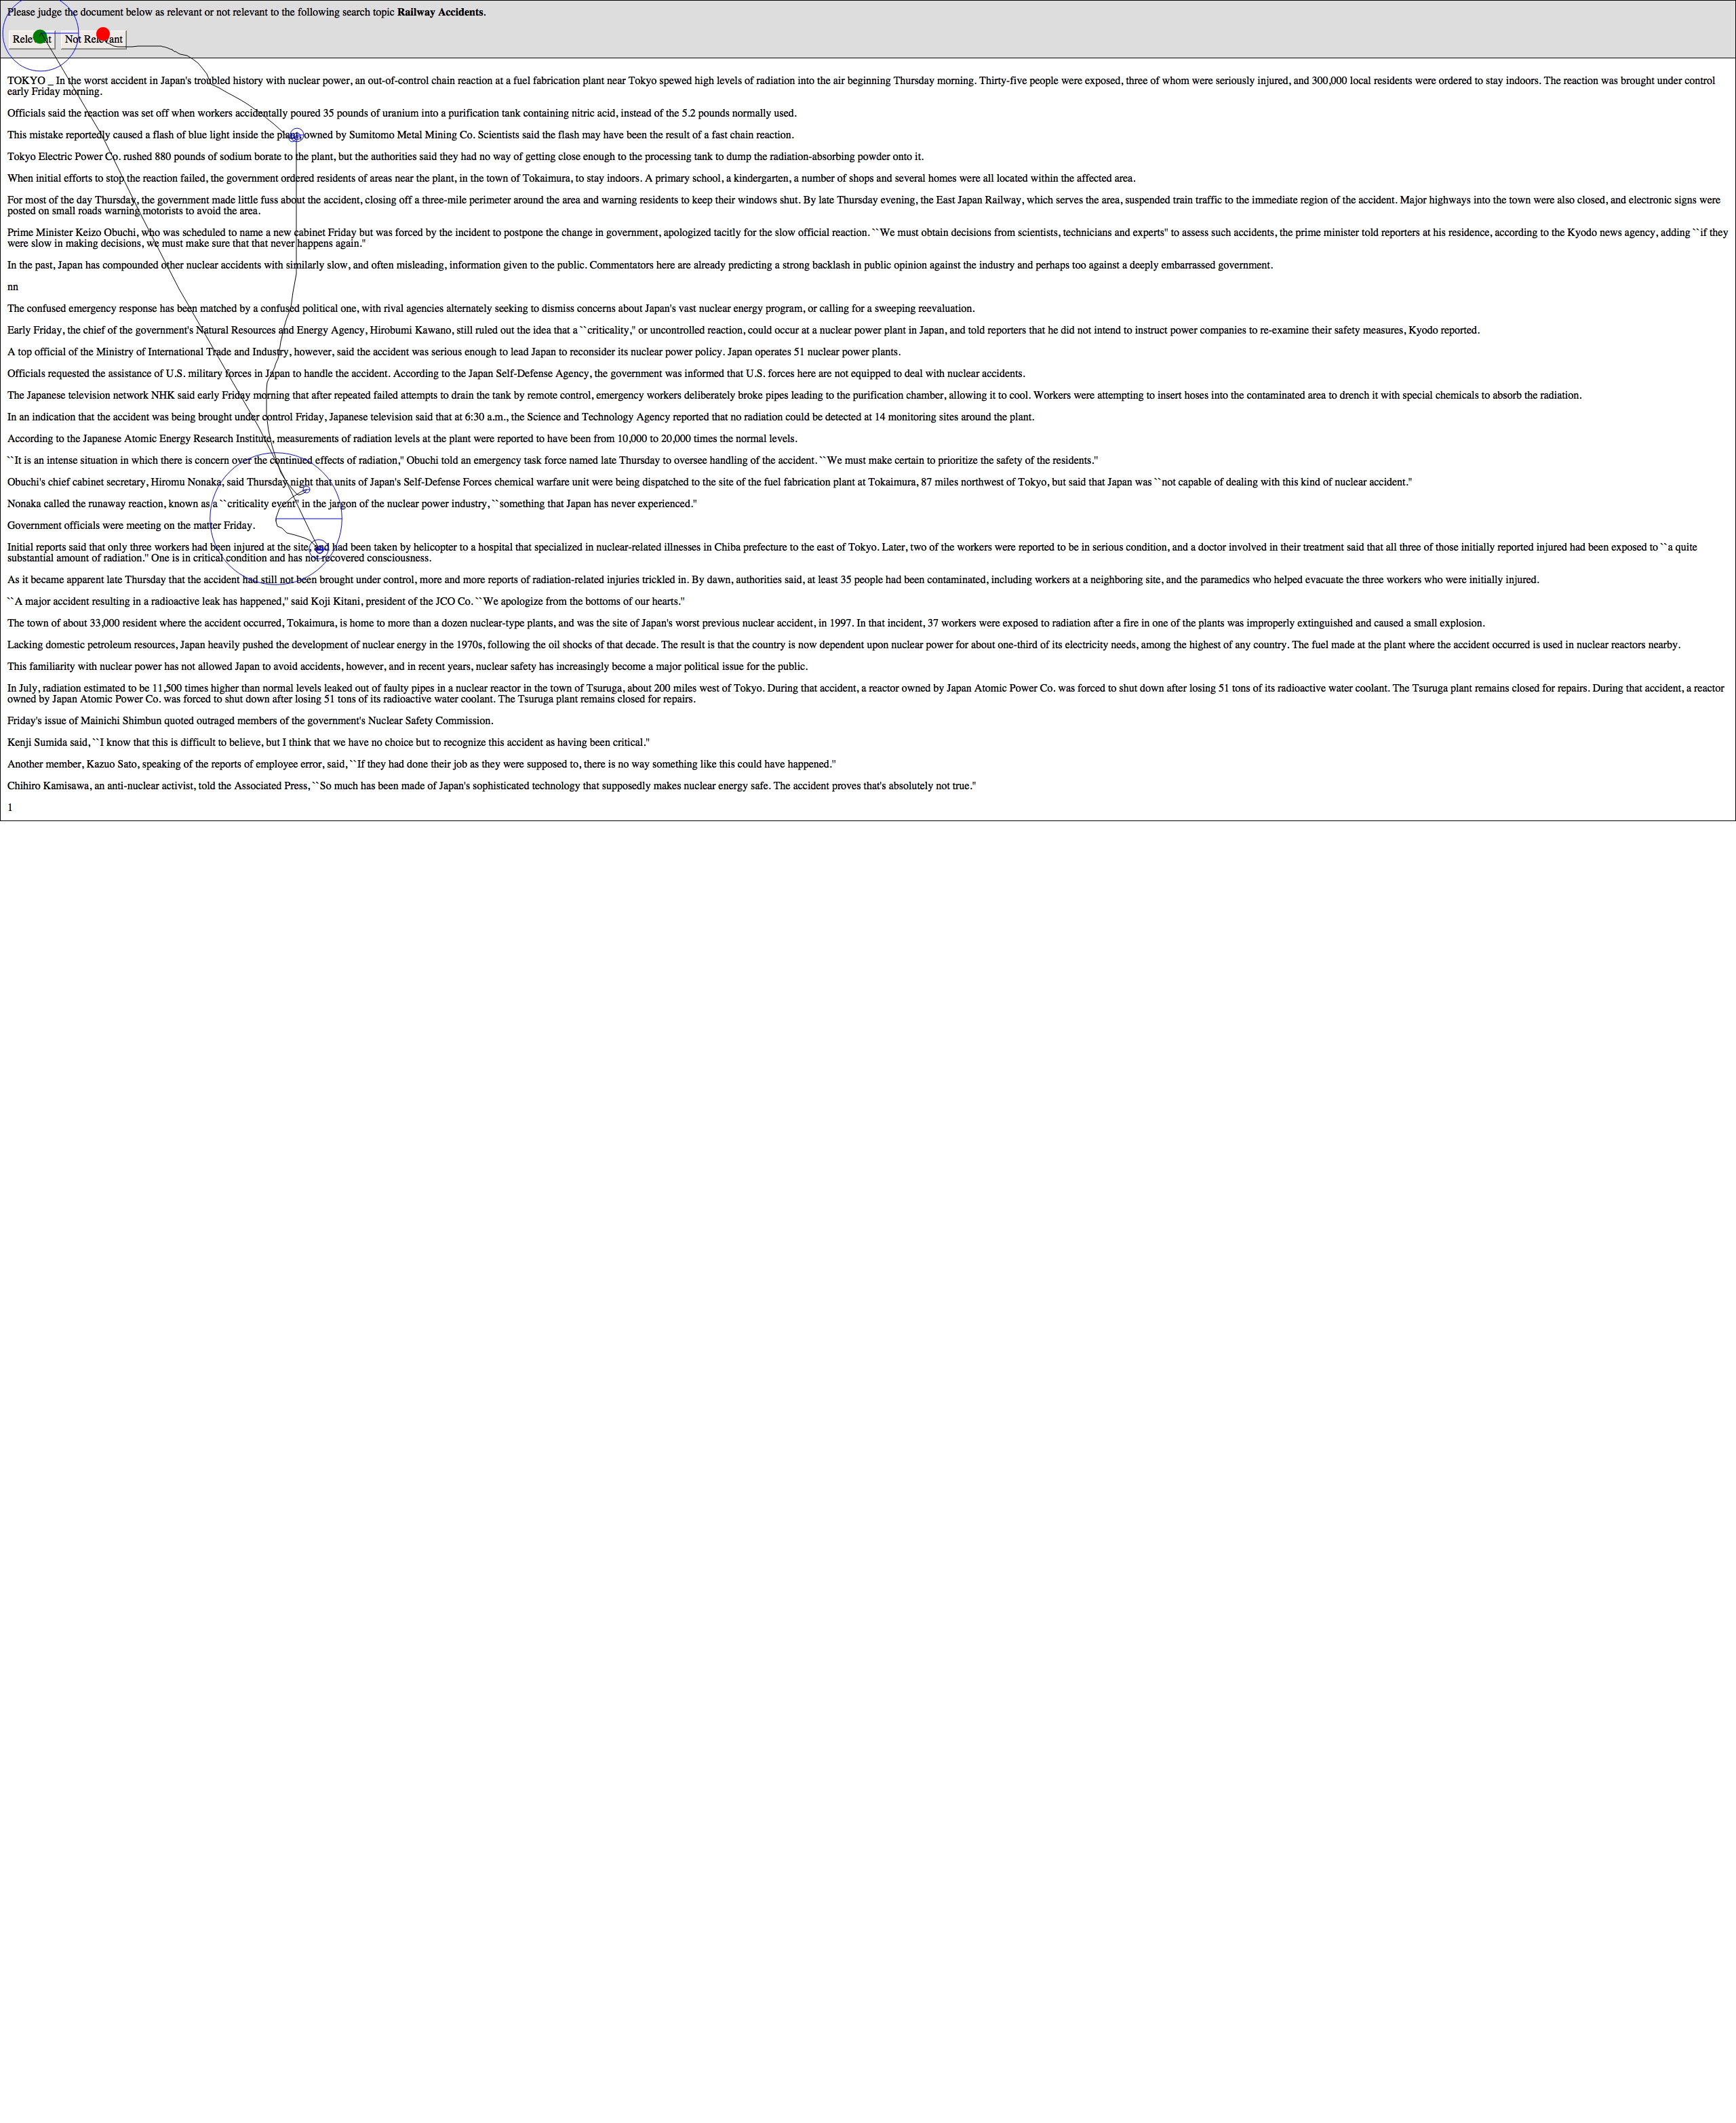 Please judge the document below as relevant or not relevant to the following search topic Railway Accidents.
Relevant Not Relevant
TOKYO _ In the worst accident in Japan's troubled history with nuclear power, an out-of-control chain reaction at a fuel fabrication plant near Tokyo spewed high levels of radiation into the air beginning Thursday morning. Thirty-five people were exposed, three of whom were seriously injured, and 300,000 local residents were ordered to stay indoors. The reaction was brought under control
early Friday morning.
Officials said the reaction was set off when workers accidentally poured 35 pounds of uranium into a purification tank containing nitric acid, instead of the 5.2 pounds normally used.
This mistake reportedly caused a flash of blue light inside the plant, owned by Sumitomo Metal Mining Co. Scientists said the flash may have been the result of a fast chain reaction.
Tokyo Electric Power Co. rushed 880 pounds of sodium borate to the plant, but the authorities said they had no way of getting close enough to the processing tank to dump the radiation-absorbing powder onto it.
When initial efforts to stop the reaction failed, the government ordered residents of areas near the plant, in the town of Tokaimura, to stay indoors. A primary school, a kindergarten, a number of shops and several homes were all located within the affected area.
For most of the day Thursday, the government made little fuss about the accident, closing off a three-mile perimeter around the area and warning residents to keep their windows shut. By late Thursday evening, the East Japan Railway, which serves the area, suspended train traffic to the immediate region of the accident. Major highways into the town were also closed, and electronic signs were
posted on small roads warning motorists to avoid the area.
Prime Minister Keizo Obuchi, who was scheduled to name a new cabinet Friday but was forced by the incident to postpone the change in government, apologized tacitly for the slow official reaction. ``We must obtain decisions from scientists, technicians and experts'' to assess such accidents, the prime minister told reporters at his residence, according to the Kyodo news agency, adding ``if they
were slow in making decisions, we must make sure that that never happens again.''
In the past, Japan has compounded other nuclear accidents with similarly slow, and often misleading, information given to the public. Commentators here are already predicting a strong backlash in public opinion against the industry and perhaps too against a deeply embarrassed government.
nn
The confused emergency response has been matched by a confused political one, with rival agencies alternately seeking to dismiss concerns about Japan's vast nuclear energy program, or calling for a sweeping reevaluation.
Early Friday, the chief of the government's Natural Resources and Energy Agency, Hirobumi Kawano, still ruled out the idea that a ``criticality,'' or uncontrolled reaction, could occur at a nuclear power plant in Japan, and told reporters that he did not intend to instruct power companies to re-examine their safety measures, Kyodo reported.
A top official of the Ministry of International Trade and Industry, however, said the accident was serious enough to lead Japan to reconsider its nuclear power policy. Japan operates 51 nuclear power plants.
Officials requested the assistance of U.S. military forces in Japan to handle the accident. According to the Japan Self-Defense Agency, the government was informed that U.S. forces here are not equipped to deal with nuclear accidents.
The Japanese television network NHK said early Friday morning that after repeated failed attempts to drain the tank by remote control, emergency workers deliberately broke pipes leading to the purification chamber, allowing it to cool. Workers were attempting to insert hoses into the contaminated area to drench it with special chemicals to absorb the radiation.
In an indication that the accident was being brought under control Friday, Japanese television said that at 6:30 a.m., the Science and Technology Agency reported that no radiation could be detected at 14 monitoring sites around the plant.
According to the Japanese Atomic Energy Research Institute, measurements of radiation levels at the plant were reported to have been from 10,000 to 20,000 times the normal levels.
``It is an intense situation in which there is concern over the continued effects of radiation,'' Obuchi told an emergency task force named late Thursday to oversee handling of the accident. ``We must make certain to prioritize the safety of the residents.''
Obuchi's chief cabinet secretary, Hiromu Nonaka, said Thursday night that units of Japan's Self-Defense Forces chemical warfare unit were being dispatched to the site of the fuel fabrication plant at Tokaimura, 87 miles northwest of Tokyo, but said that Japan was ``not capable of dealing with this kind of nuclear accident.''
Nonaka called the runaway reaction, known as a ``criticality event'' in the jargon of the nuclear power industry, ``something that Japan has never experienced.''
Government officials were meeting on the matter Friday.
Initial reports said that only three workers had been injured at the site, and had been taken by helicopter to a hospital that specialized in nuclear-related illnesses in Chiba prefecture to the east of Tokyo. Later, two of the workers were reported to be in serious condition, and a doctor involved in their treatment said that all three of those initially reported injured had been exposed to ``a quite
substantial amount of radiation.'' One is in critical condition and has not recovered consciousness.
As it became apparent late Thursday that the accident had still not been brought under control, more and more reports of radiation-related injuries trickled in. By dawn, authorities said, at least 35 people had been contaminated, including workers at a neighboring site, and the paramedics who helped evacuate the three workers who were initially injured.
``A major accident resulting in a radioactive leak has happened,'' said Koji Kitani, president of the JCO Co. ``We apologize from the bottoms of our hearts.''
The town of about 33,000 resident where the accident occurred, Tokaimura, is home to more than a dozen nuclear-type plants, and was the site of Japan's worst previous nuclear accident, in 1997. In that incident, 37 workers were exposed to radiation after a fire in one of the plants was improperly extinguished and caused a small explosion.
Lacking domestic petroleum resources, Japan heavily pushed the development of nuclear energy in the 1970s, following the oil shocks of that decade. The result is that the country is now dependent upon nuclear power for about one-third of its electricity needs, among the highest of any country. The fuel made at the plant where the accident occurred is used in nuclear reactors nearby.
This familiarity with nuclear power has not allowed Japan to avoid accidents, however, and in recent years, nuclear safety has increasingly become a major political issue for the public.
In July, radiation estimated to be 11,500 times higher than normal levels leaked out of faulty pipes in a nuclear reactor in the town of Tsuruga, about 200 miles west of Tokyo. During that accident, a reactor owned by Japan Atomic Power Co. was forced to shut down after losing 51 tons of its radioactive water coolant. The Tsuruga plant remains closed for repairs. During that accident, a reactor
owned by Japan Atomic Power Co. was forced to shut down after losing 51 tons of its radioactive water coolant. The Tsuruga plant remains closed for repairs.
Friday's issue of Mainichi Shimbun quoted outraged members of the government's Nuclear Safety Commission.
Kenji Sumida said, ``I know that this is difficult to believe, but I think that we have no choice but to recognize this accident as having been critical.''
Another member, Kazuo Sato, speaking of the reports of employee error, said, ``If they had done their job as they were supposed to, there is no way something like this could have happened.''
Chihiro Kamisawa, an anti-nuclear activist, told the Associated Press, ``So much has been made of Japan's sophisticated technology that supposedly makes nuclear energy safe. The accident proves that's absolutely not true.''
1